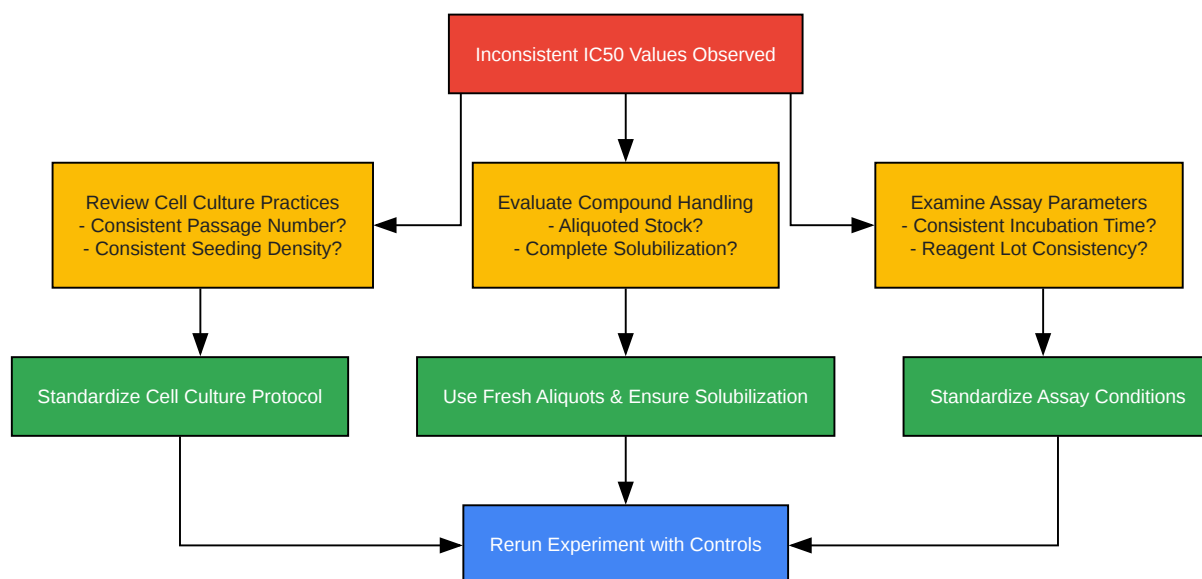 Inconsistent IC50 Values Observed
Review Cell Culture Practices
- Consistent Passage Number?
- Consistent Seeding Density?
Evaluate Compound Handling
- Aliquoted Stock?
- Complete Solubilization?
Examine Assay Parameters
- Consistent Incubation Time?
- Reagent Lot Consistency?
Standardize Cell Culture Protocol
Use Fresh Aliquots & Ensure Solubilization
Standardize Assay Conditions
Rerun Experiment with Controls